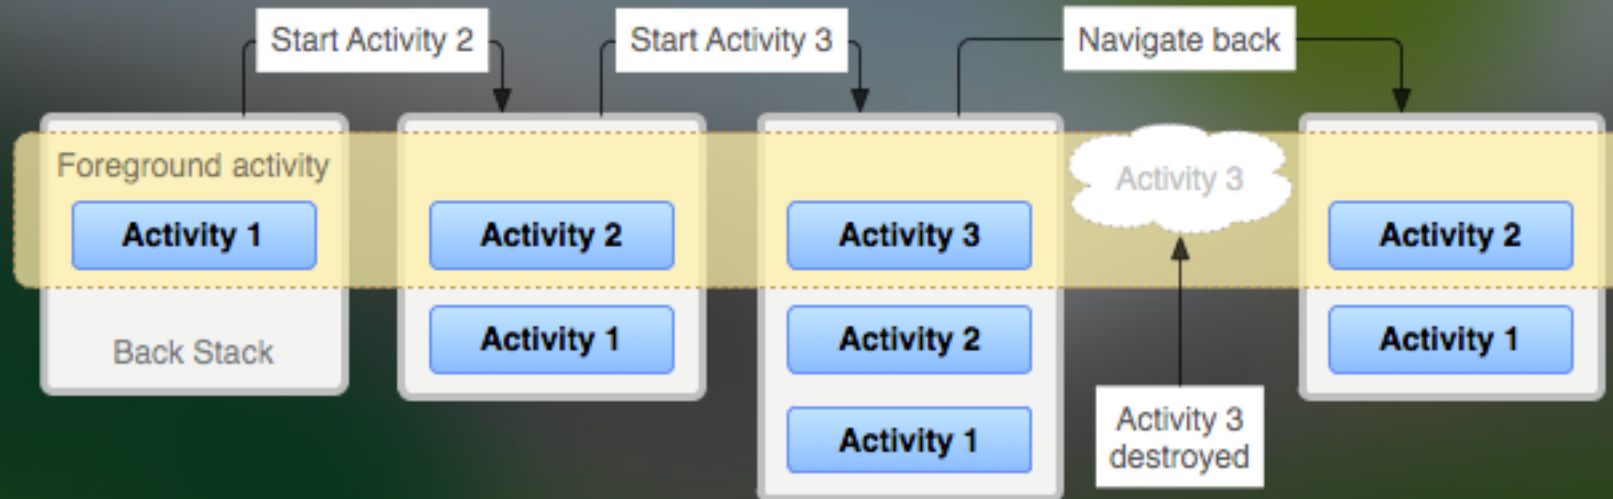 Start Activity 2
Start Activity 3
Navigate back
Foreground activity
Activity 1
Back Stack
Activity 2
Activity 1
Activity 3
Activity 2
Activity 1
Activity 3
Activity 3
destroyed
Activity 2
Activity 1